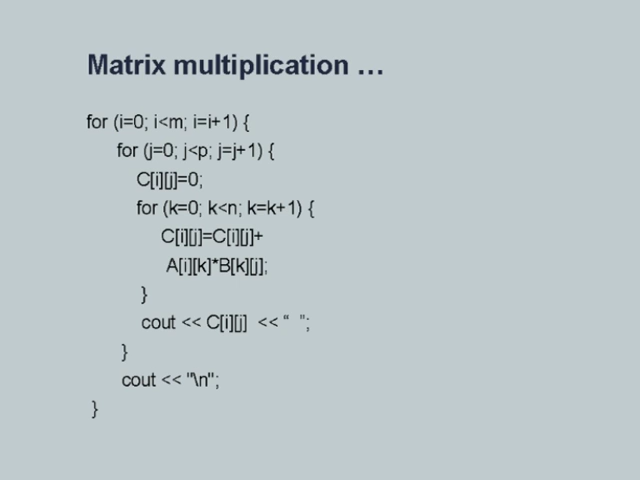 Matrix multiplication …
for (i=0; i<m; i=i+1) {
for (j=0; j<p; j=j+1) {
C[i][j]=0;
for (k=0; k<n; k=k+1) {
C[i][j]=C[i][j]+
A[i][k]*B[k][j];
}
cout << C[i][j]  << “  ”;
}
cout << "\n";
}